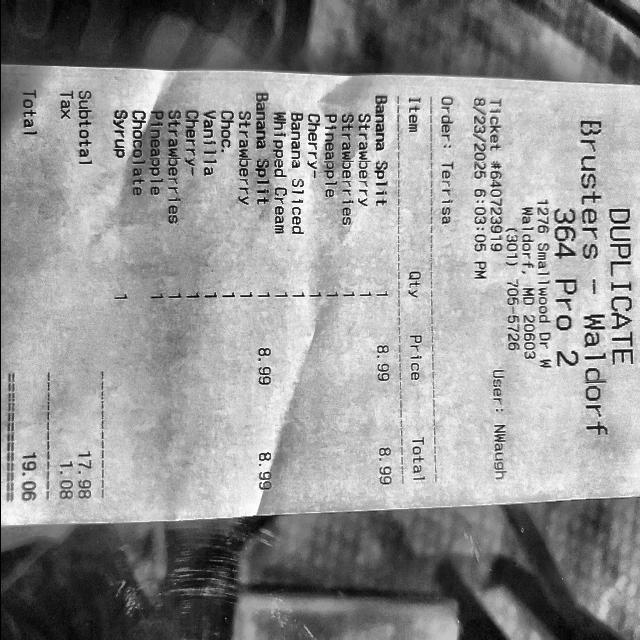 DUPLICATE
Brusters - Waldorf
364 Pro 2
1276 Smallwood Dr W
Waldorf, MD 20603
(301) 705-5726
Ticket #640723919 User: NWaugh
8/23/2025 6:03:05 PM
Order: Terrisa
Item Qty Price Total
Banana Split 1 8.99 8.99
Strawberry 1
Strawberries 1
Pineapple 1
Cherry- 1
Banana Sliced 1
Whipped Cream 1
Banana Split 1 8.99 8.99
Strawberry 1
Choc. 1
Vanilla 1
Cherry- 1
Strawberries 1
Pineapple 1
Chocolate 1
Syrup
Subtotal 17.98
Tax 1.08
Total 19.06